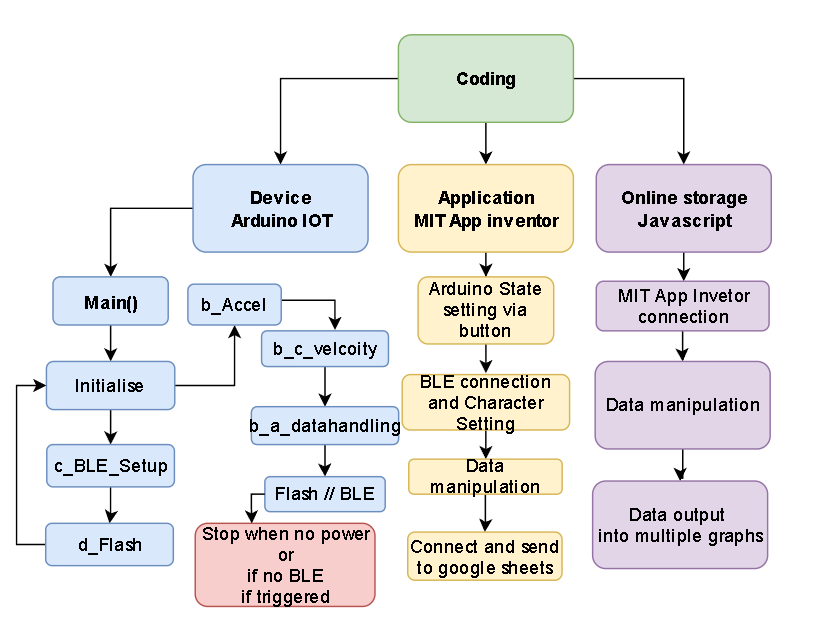 Coding
Device
Arduino IOT
Application
MIT App inventor
Online storage
Javascript
Main()
Initialise
c_BLE_Setup
d_Flash
b_Accel
b_c_velcoity
b_a_datahandling
Flash // BLE
Stop when no power
or
if no BLE
if triggered
Arduino State
setting via
button
BLE connection
and Character
Setting
Data
manipulation
Connect and send
to google sheets
MIT App Invetor
connection
Data manipulation
Data output
into multiple graphs